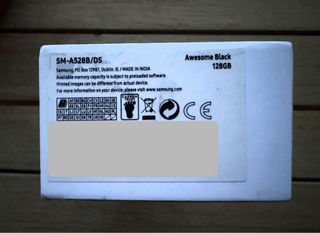 SM-A528B/DS
Awesome Black
128GB
Samsung, PO Box 12987, Dublin. IE / MADE IN INDIA
Available memory capacity is subject to preloaded software.
Printed images can be different from actual device.
For more information on your device, please visit www.samsung.com
CE